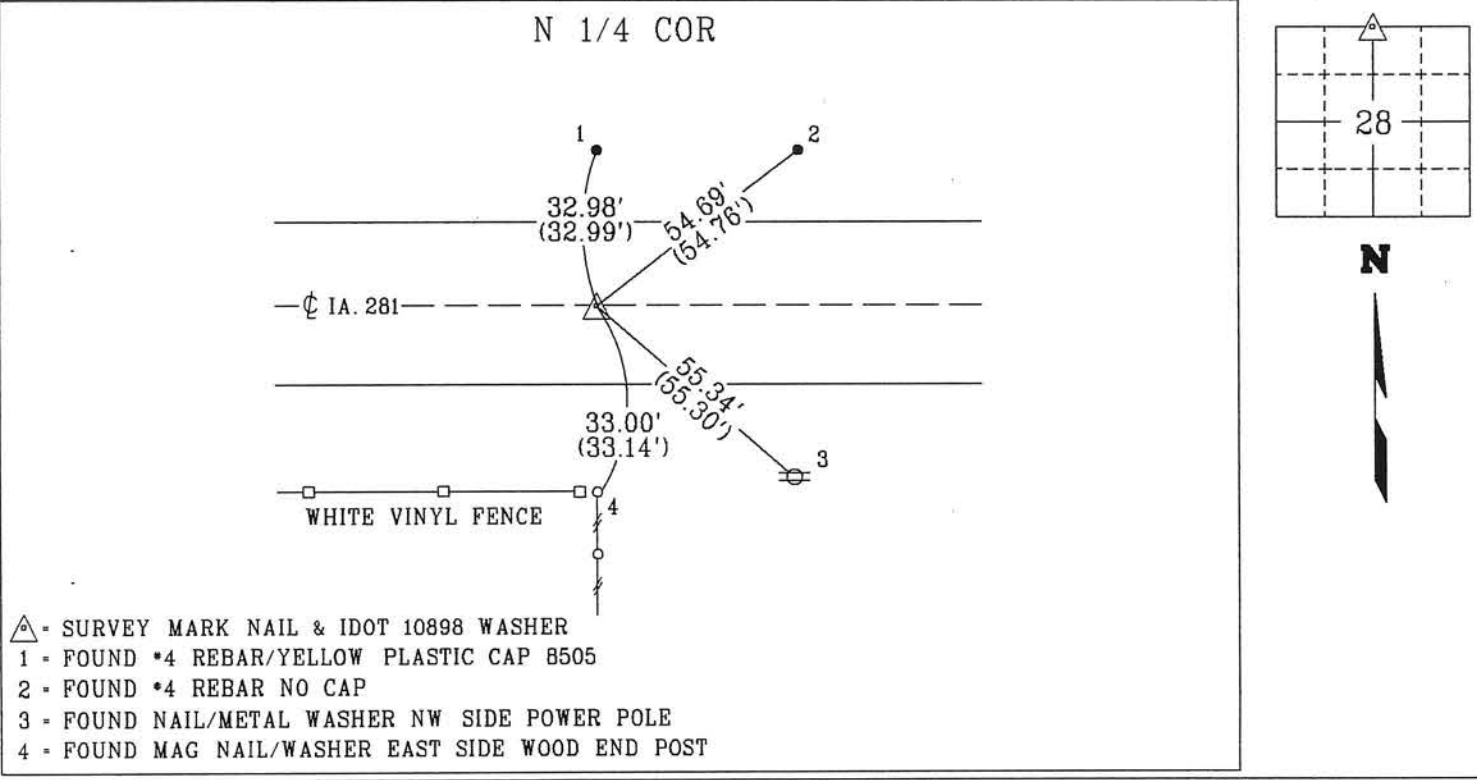 N 1/4 COR
28
N
1
2
32.98'
(32.99')
54.69'
(54.76')
℄ IA. 281
55.34'
(55.30')
33.00'
(33.14')
3
4
WHITE VINYL FENCE
= SURVEY MARK NAIL & IDOT 10898 WASHER
1 = FOUND #4 REBAR/YELLOW PLASTIC CAP 8505
2 = FOUND #4 REBAR NO CAP
3 = FOUND NAIL/METAL WASHER NW SIDE POWER POLE
4 = FOUND MAG NAIL/WASHER EAST SIDE WOOD END POST